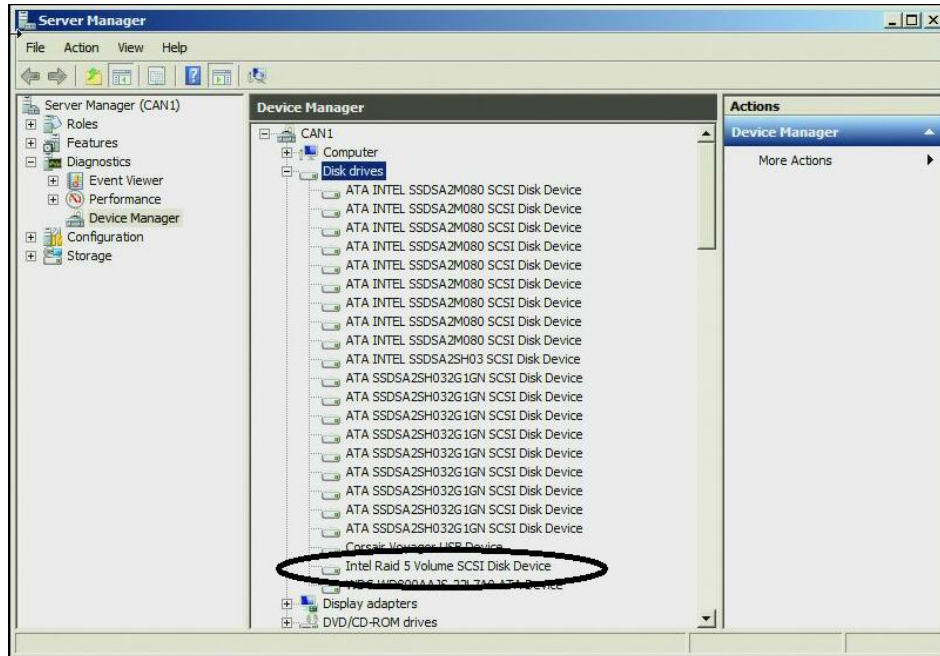 Server Manager
File Action View Help
Server Manager (CAN1)
Roles
Features
Diagnostics
Event Viewer
Performance
Device Manager
Configuration
Storage
Device Manager
CAN1
Computer
Disk drives
ATA INTEL SSDSA2M080 SCSI Disk Device
ATA INTEL SSDSA2M080 SCSI Disk Device
ATA INTEL SSDSA2M080 SCSI Disk Device
ATA INTEL SSDSA2M080 SCSI Disk Device
ATA INTEL SSDSA2M080 SCSI Disk Device
ATA INTEL SSDSA2M080 SCSI Disk Device
ATA INTEL SSDSA2M080 SCSI Disk Device
ATA INTEL SSDSA2M080 SCSI Disk Device
ATA INTEL SSDSA2M080 SCSI Disk Device
ATA INTEL SSDSA2SH03 SCSI Disk Device
ATA SSDSA2SH032G1GN SCSI Disk Device
ATA SSDSA2SH032G1GN SCSI Disk Device
ATA SSDSA2SH032G1GN SCSI Disk Device
ATA SSDSA2SH032G1GN SCSI Disk Device
ATA SSDSA2SH032G1GN SCSI Disk Device
ATA SSDSA2SH032G1GN SCSI Disk Device
ATA SSDSA2SH032G1GN SCSI Disk Device
ATA SSDSA2SH032G1GN SCSI Disk Device
ATA SSDSA2SH032G1GN SCSI Disk Device
Corsair Voyager USB Device
Intel Raid 5 Volume SCSI Disk Device
ATA Device
Display adapters
DVD/CD-ROM drives
Actions
Device Manager
More Actions